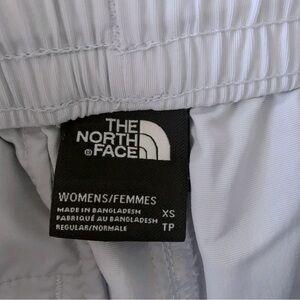 THE
NORTH
®FACE
WOMENS/FEMMES
MADE IN BANGLADESH XS
FABRIQUÉ AU BANGLADESH
REGULAR/NORMALE TP